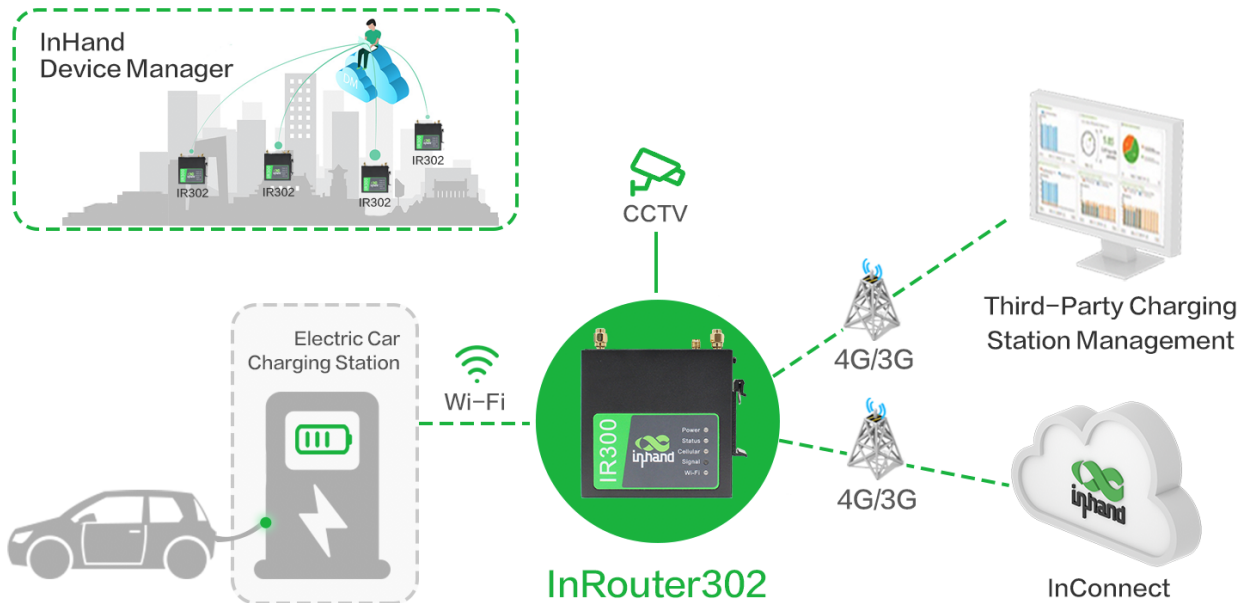 InHand
Device Manager
DM
IR302
IR302
IR302
IR302
CCTV
Third-Party Charging
Station Management
4G/3G
Electric Car
Charging Station
Wi-Fi
IR300
inhand
Power
Status
Cellular
Signal
Wi-Fi
4G/3G
inhand
InRouter302
InConnect